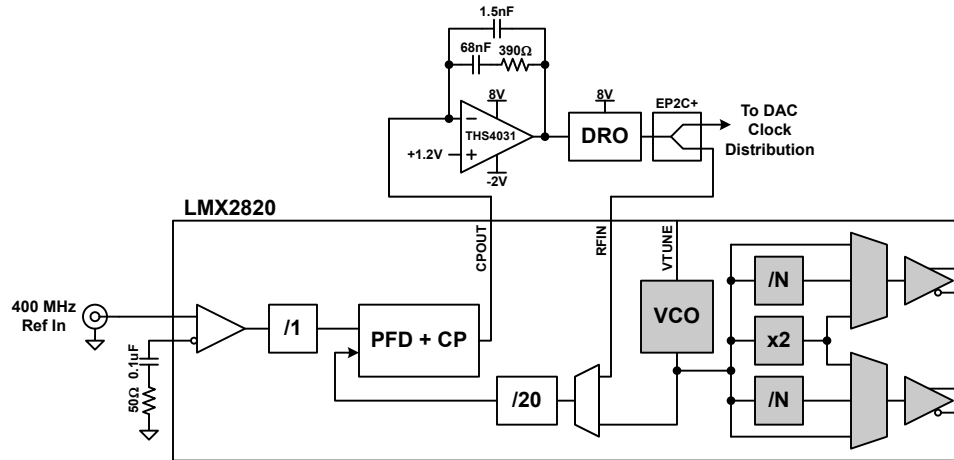 1.5nF
68nF
390Ω
8V
8V
EP2C+
THS4031
DRO
To DAC
Clock
Distribution
+1.2V
-2V
LMX2820
CPOUT
RFIN
VTUNE
400 MHz
Ref In
/1
PFD + CP
VCO
/N
x2
/N
/20
50Ω 0.1uF